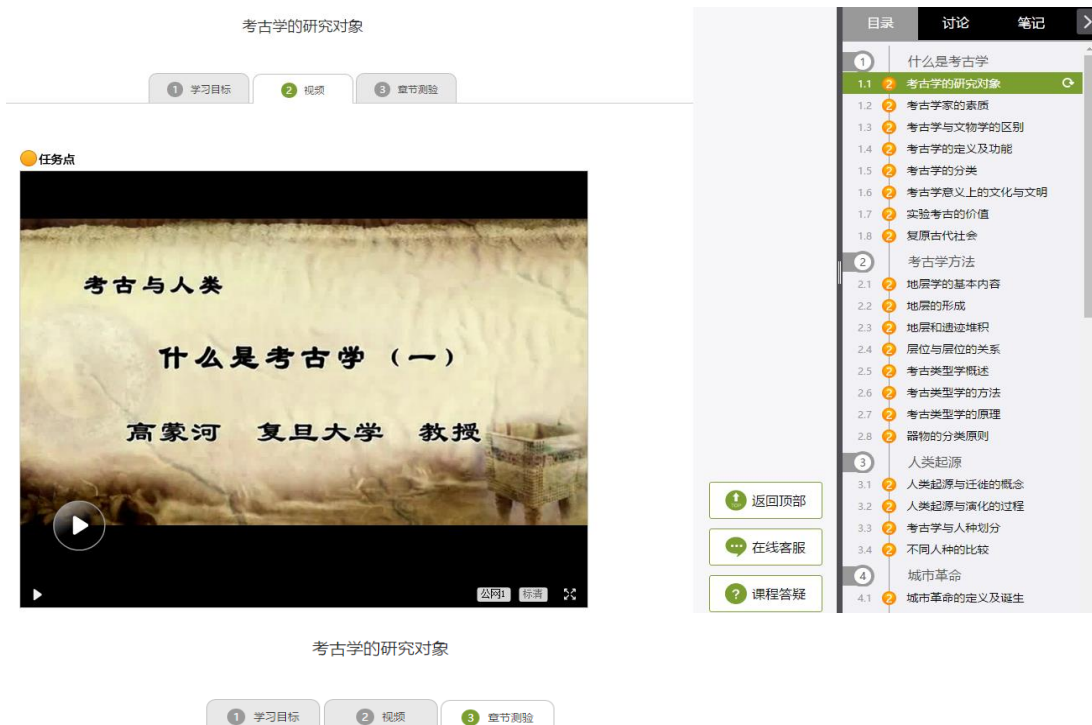 考古学的研究对象
1 学习目标
2 视频
3 章节测验
任务点
考古与人类
什么是考古学（一）
高蒙河 复旦大学 教授
公网1 标清
返回顶部
在线客服
课程答疑
目录 讨论 笔记
1 什么是考古学
1.1 2 考古学的研究对象
1.2 2 考古学家的素质
1.3 2 考古学与文物学的区别
1.4 2 考古学的定义及功能
1.5 2 考古学的分类
1.6 2 考古学意义上的文化与文明
1.7 2 实验考古的价值
1.8 2 复原古代社会
2 考古学方法
2.1 2 地层学的基本内容
2.2 2 地层的形成
2.3 2 地层和遗迹堆积
2.4 2 层位与层位的关系
2.5 2 考古类型学概述
2.6 2 考古类型学的方法
2.7 2 考古类型学的原理
2.8 2 器物的分类原则
3 人类起源
3.1 2 人类起源与迁徙的概念
3.2 2 人类起源与演化的过程
3.3 2 考古学与人种划分
3.4 2 不同人种的比较
4 城市革命
4.1 2 城市革命的定义及诞生
考古学的研究对象
1 学习目标
2 视频
3 章节测验